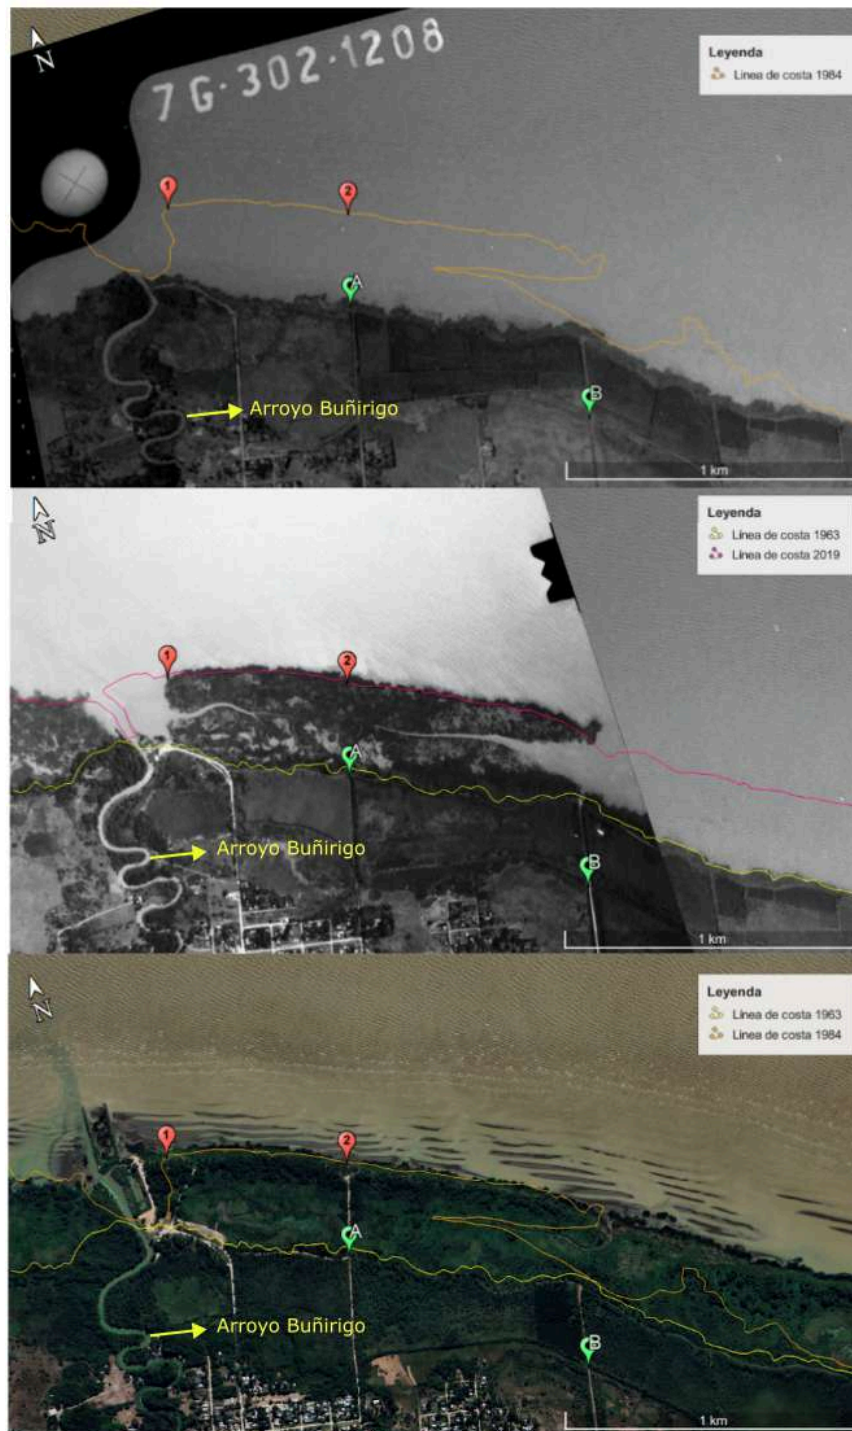 N
7G·302·1208
Leyenda
Línea de costa 1984
1
2
A
Arroyo Buñirigo
B
1 km
N
Leyenda
Línea de costa 1963
Línea de costa 2019
1
2
A
Arroyo Buñirigo
B
1 km
N
Leyenda
Línea de costa 1963
Línea de costa 1984
1
2
A
Arroyo Buñirigo
B
1 km